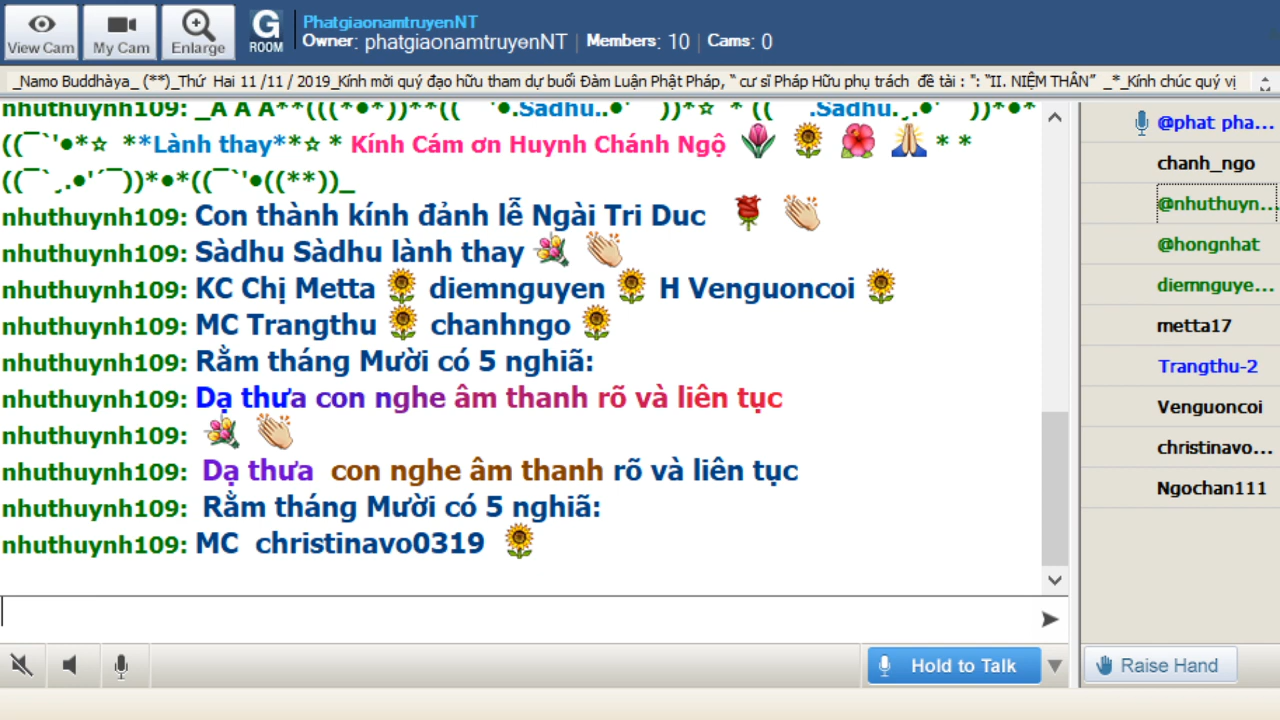 View Cam
My Cam
Enlarge
G
ROOM
PhatgiaonamtruyenNT
Owner: phatgiaonamtruyenNT | Members: 10 | Cams: 0
_Namo Buddhàya_ (**)_Thứ Hai 11 /11 / 2019_Kính mời quý đạo hữu tham dự buổi Đàm Luận Phật Pháp, “ cư sĩ Pháp Hữu phụ trách đề tài : ": “II. NIỆM THÂN” _*_Kính chúc quý vị
nhuthuynh109: _A A A**(((*●*))**(( '●.Sadhu..●' ))*☆ * (( .Sadhu.¸.●' ))*●*
((¯`'●*☆ **Lành thay**☆ * Kính Cám ơn Huynh Chánh Ngộ 🌷 🌻 🌺 🙏 * *
((¯`¸.●'´¯))*●*((¯`'●((**))_
nhuthuynh109: Con thành kính đảnh lễ Ngài Tri Duc 🌹 👏
nhuthuynh109: Sàdhu Sàdhu lành thay 💐 👏
nhuthuynh109: KC Chị Metta 🌻 diemnguyen 🌻 H Venguoncoi 🌻
nhuthuynh109: MC Trangthu 🌻 chanhngo 🌻
nhuthuynh109: Rằm tháng Mười có 5 nghiã:
nhuthuynh109: Dạ thưa con nghe âm thanh rõ và liên tục
nhuthuynh109: 💐 👏
nhuthuynh109: Dạ thưa con nghe âm thanh rõ và liên tục
nhuthuynh109: Rằm tháng Mười có 5 nghiã:
nhuthuynh109: MC christinavo0319 🌻
@phat pha...
chanh_ngo
@nhuthuyn...
@hongnhat
diemnguye...
metta17
Trangthu-2
Venguoncoi
christinavo...
Ngochan111
Hold to Talk
Raise Hand